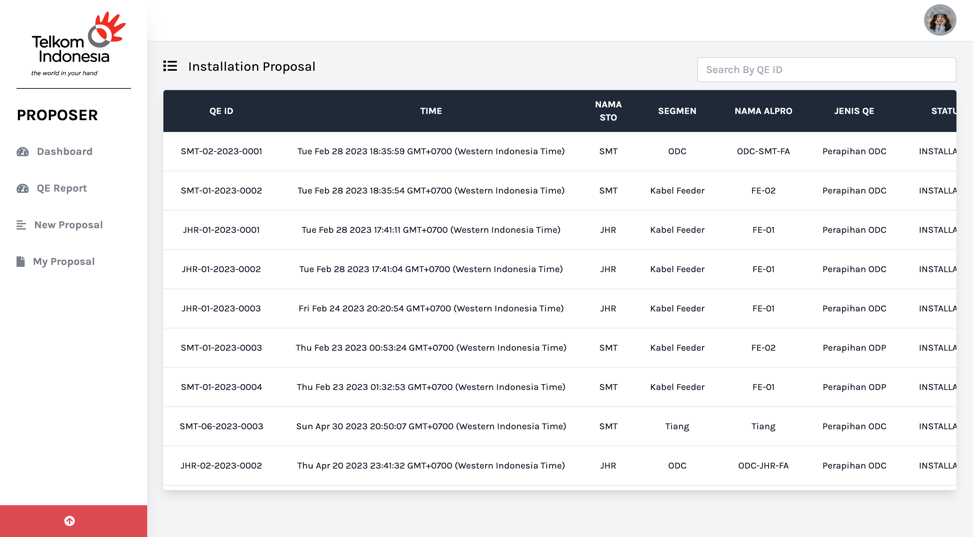 Telkom
Indonesia
the world in your hand
PROPOSER
Dashboard
QE Report
New Proposal
My Proposal
Installation Proposal
Search By QE ID
QE ID TIME NAMA STO SEGMEN NAMA ALPRO JENIS QE STATU
SMT-02-2023-0001 Tue Feb 28 2023 18:35:59 GMT+0700 (Western Indonesia Time) SMT ODC ODC-SMT-FA Perapihan ODC INSTALLA
SMT-01-2023-0002 Tue Feb 28 2023 18:35:54 GMT+0700 (Western Indonesia Time) SMT Kabel Feeder FE-02 Perapihan ODC INSTALLA
JHR-01-2023-0001 Tue Feb 28 2023 17:41:11 GMT+0700 (Western Indonesia Time) JHR Kabel Feeder FE-01 Perapihan ODC INSTALLA
JHR-01-2023-0002 Tue Feb 28 2023 17:41:04 GMT+0700 (Western Indonesia Time) JHR Kabel Feeder FE-01 Perapihan ODC INSTALLA
JHR-01-2023-0003 Fri Feb 24 2023 20:20:54 GMT+0700 (Western Indonesia Time) JHR Kabel Feeder FE-01 Perapihan ODC INSTALLA
SMT-01-2023-0003 Thu Feb 23 2023 00:53:24 GMT+0700 (Western Indonesia Time) SMT Kabel Feeder FE-02 Perapihan ODP INSTALLA
SMT-01-2023-0004 Thu Feb 23 2023 01:32:53 GMT+0700 (Western Indonesia Time) SMT Kabel Feeder FE-01 Perapihan ODP INSTALLA
SMT-06-2023-0003 Sun Apr 30 2023 20:50:07 GMT+0700 (Western Indonesia Time) SMT Tiang Tiang Perapihan ODC INSTALLA
JHR-02-2023-0002 Thu Apr 20 2023 23:41:32 GMT+0700 (Western Indonesia Time) JHR ODC ODC-JHR-FA Perapihan ODC INSTALLA